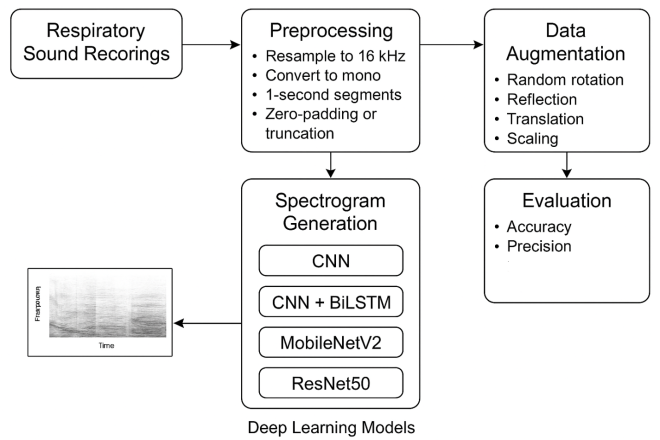 Respiratory
Sound Recorings
Preprocessing
• Resample to 16 kHz
• Convert to mono
• 1-second segments
• Zero-padding or
truncation
Data
Augmentation
• Random rotation
• Reflection
• Translation
• Scaling
Spectrogram
Generation
CNN
CNN + BiLSTM
MobileNetV2
ResNet50
Evaluation
• Accuracy
• Precision
Time
Deep Learning Models